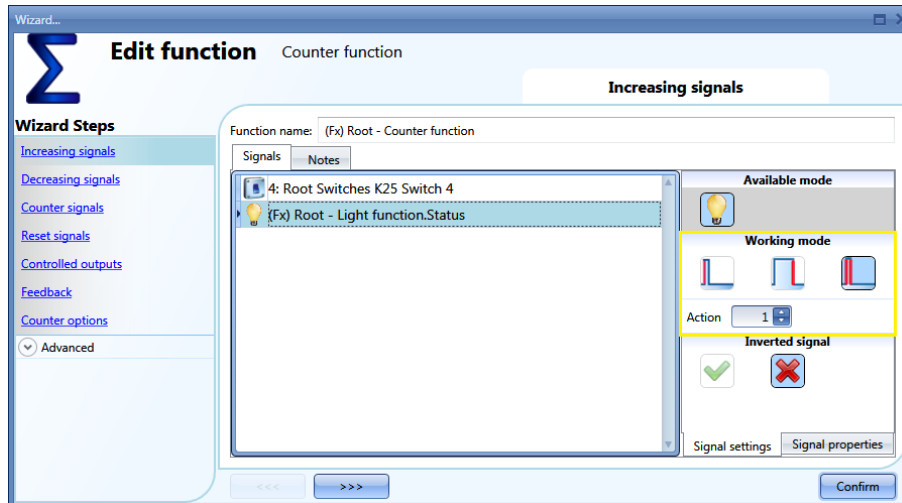 Wizard...
Edit function Counter function
Increasing signals
Wizard Steps
Increasing signals
Decreasing signals
Counter signals
Reset signals
Controlled outputs
Feedback
Counter options
Advanced
Function name: (Fx) Root - Counter function
Signals Notes
4: Root Switches K25 Switch 4
(Fx) Root - Light function.Status
Available mode
Working mode
Action 1
Inverted signal
Signal settings Signal properties
<<< >>> Confirm